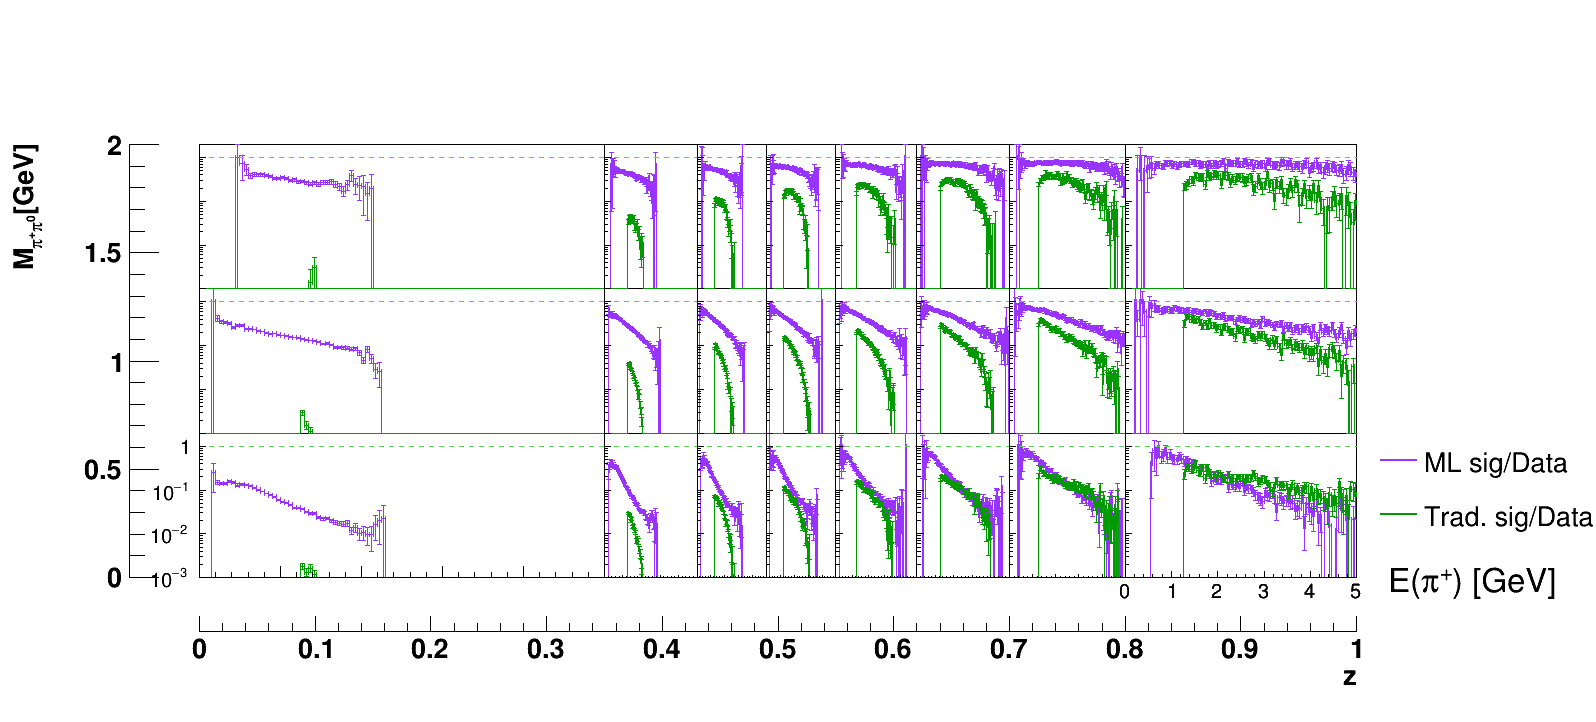 M_{π⁺π⁰}[GeV]
2
1.5
1
0.5
0
1
10⁻¹
10⁻²
10⁻³
ML sig/Data
Trad. sig/Data
E(π⁺) [GeV]
0 1 2 3 4 5
0 0.1 0.2 0.3 0.4 0.5 0.6 0.7 0.8 0.9 1
z